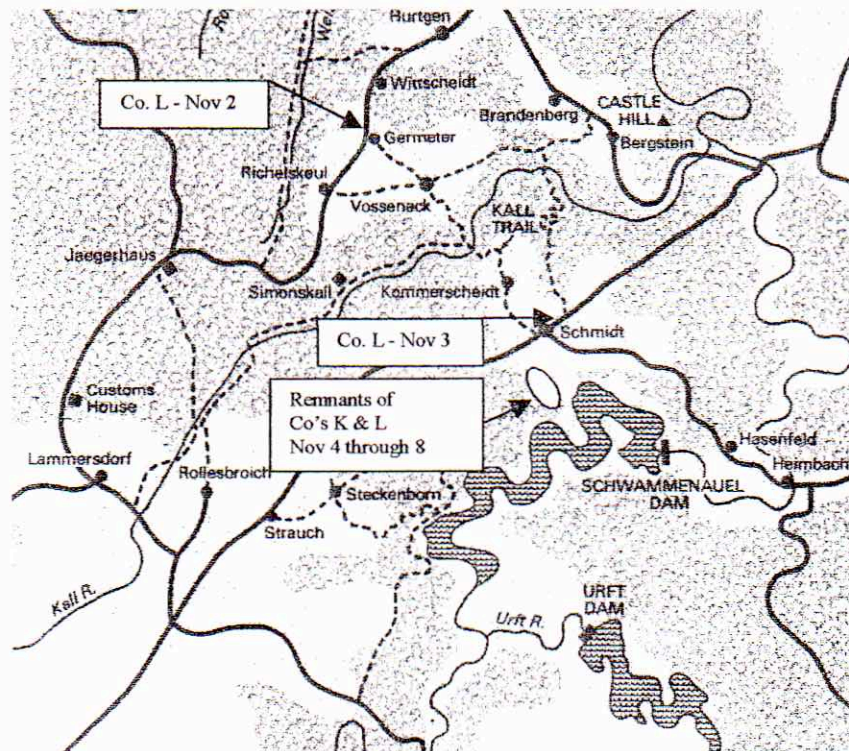 Hurtgen
Wittscheidt
Co. L - Nov 2
Brandenberg
CASTLE
HILL
Germeter
Bergstein
Richelskaul
Vossenack
KALL
TRAIL
Jaegerhaus
Simonskall
Kommerscheidt
Co. L - Nov 3
Schmidt
Remnants of
Co's K & L
Nov 4 through 8
Customs
House
Hasenfeld
Lammersdorf
Heimbach
Rollesbroich
Steckenborn
SCHWAMMENAUEL
DAM
Strauch
Kall R.
URFT
DAM
Urft R.